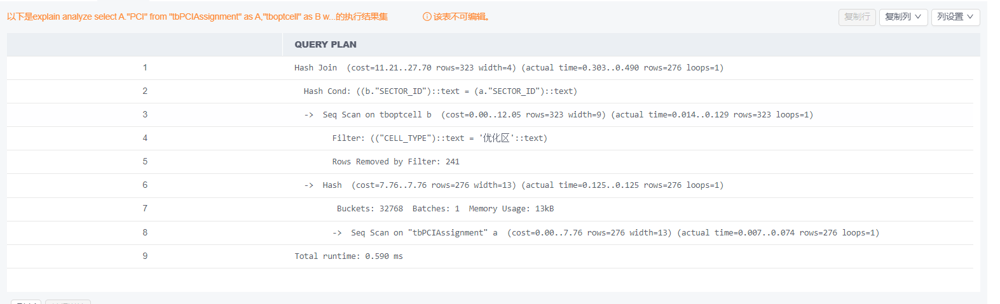 以下是explain analyze select A."PCI" from "tbPCIAssignment" as A,"tboptcell" as B w...的执行结果集 该表不可编辑。 复制行 复制列 列设置
QUERY PLAN
1 Hash Join (cost=11.21..27.70 rows=323 width=4) (actual time=0.303..0.490 rows=276 loops=1)
2 Hash Cond: ((b."SECTOR_ID")::text = (a."SECTOR_ID")::text)
3 -> Seq Scan on tboptcell b (cost=0.00..12.05 rows=323 width=9) (actual time=0.014..0.129 rows=323 loops=1)
4 Filter: (("CELL_TYPE")::text = '优化区'::text)
5 Rows Removed by Filter: 241
6 -> Hash (cost=7.76..7.76 rows=276 width=13) (actual time=0.125..0.125 rows=276 loops=1)
7 Buckets: 32768 Batches: 1 Memory Usage: 13kB
8 -> Seq Scan on "tbPCIAssignment" a (cost=0.00..7.76 rows=276 width=13) (actual time=0.007..0.074 rows=276 loops=1)
9 Total runtime: 0.590 ms